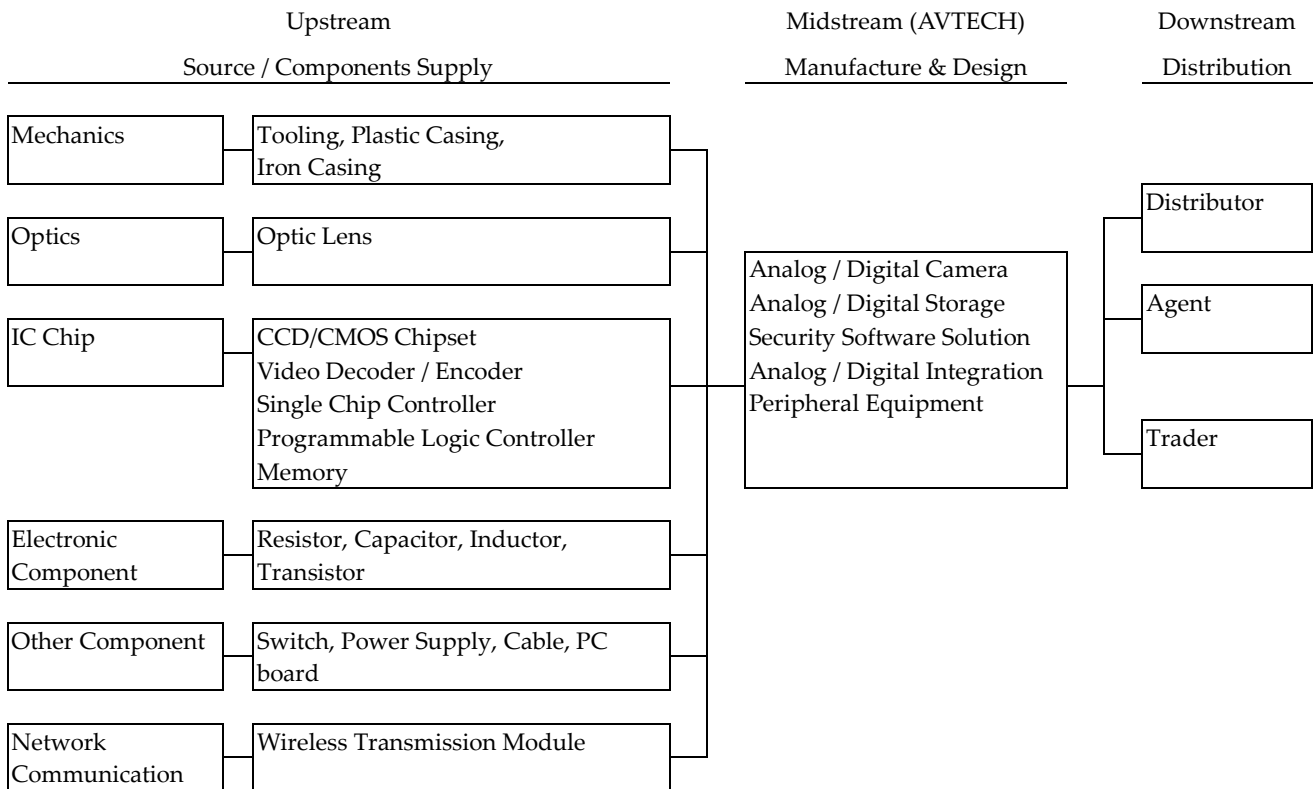 Upstream
Midstream (AVTECH)
Downstream
Source / Components Supply
Manufacture & Design
Distribution
Mechanics
Tooling, Plastic Casing,
Iron Casing
Optics
Optic Lens
IC Chip
CCD/CMOS Chipset
Video Decoder / Encoder
Single Chip Controller
Programmable Logic Controller
Memory
Electronic
Component
Resistor, Capacitor, Inductor,
Transistor
Other Component
Switch, Power Supply, Cable, PC
board
Network
Communication
Wireless Transmission Module
Analog / Digital Camera
Analog / Digital Storage
Security Software Solution
Analog / Digital Integration
Peripheral Equipment
Distributor
Agent
Trader